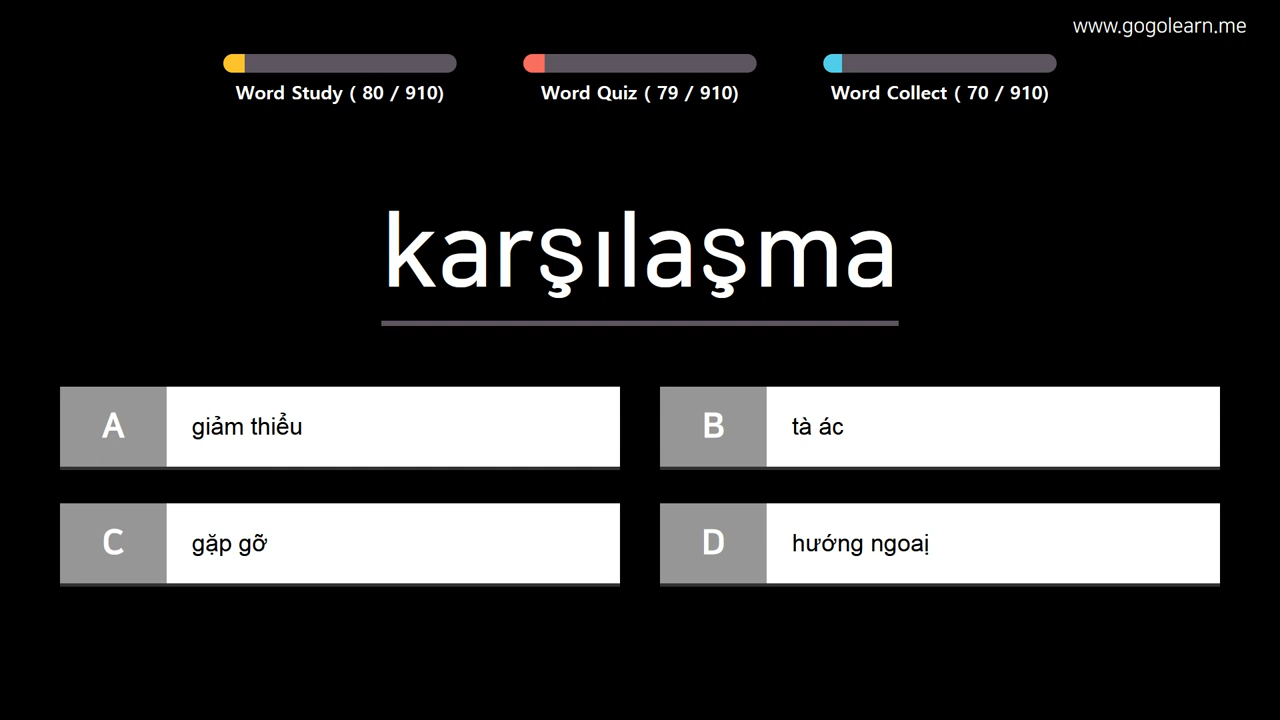 www.gogolearn.me
Word Study ( 80 / 910)
Word Quiz ( 79 / 910)
Word Collect ( 70 / 910)
karşılaşma
A giảm thiểu
B tà ác
C gặp gỡ
D hướng ngoaị